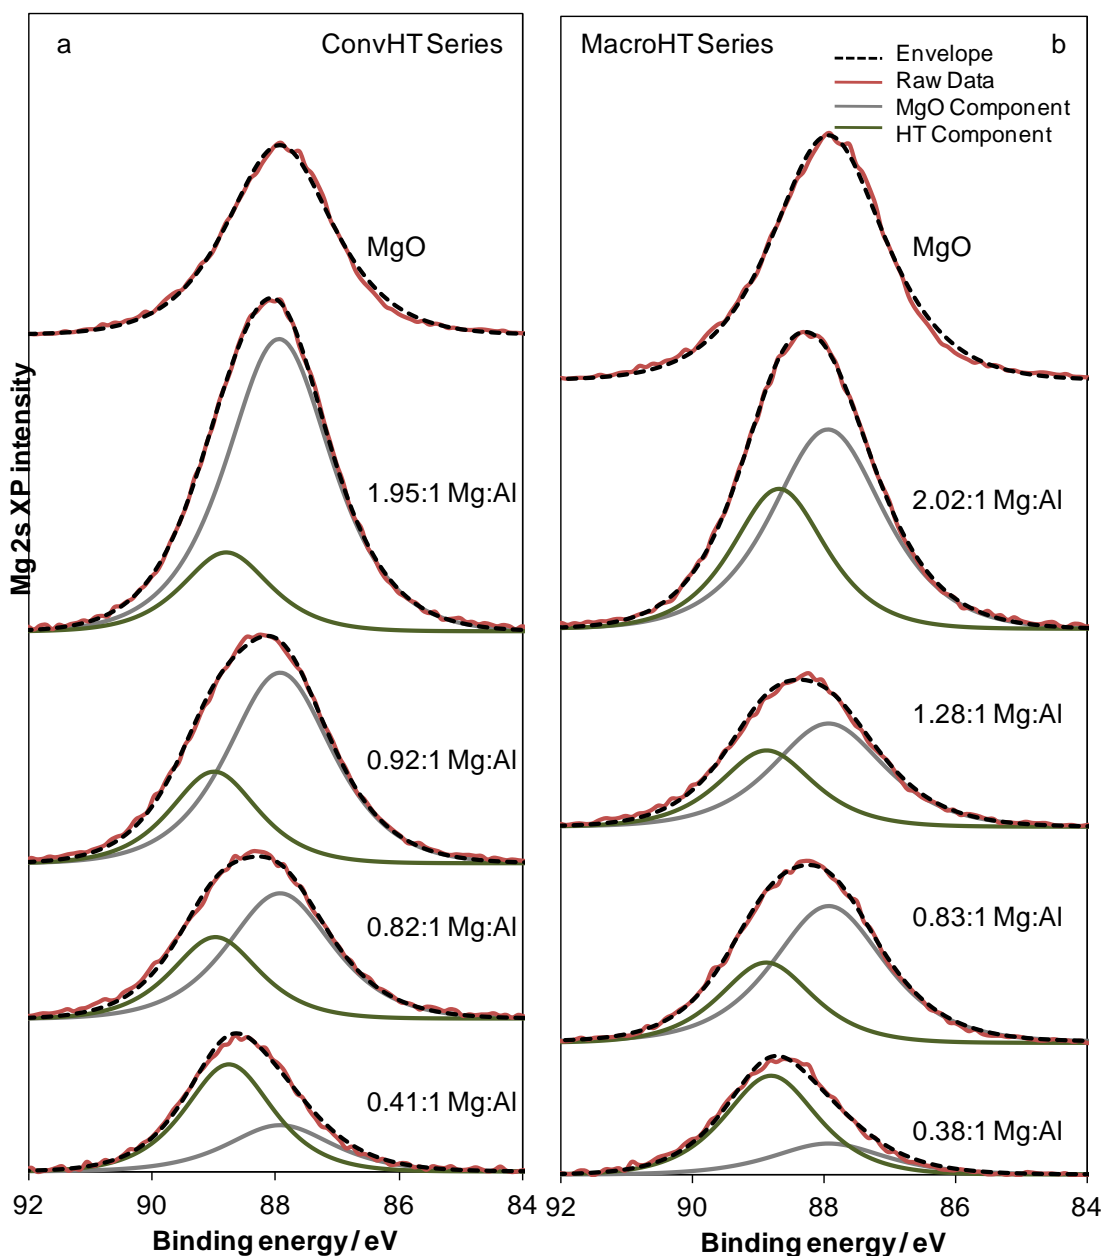 a
ConvHT Series
MgO
1.95:1 Mg:Al
0.92:1 Mg:Al
0.82:1 Mg:Al
0.41:1 Mg:Al
Mg2s XP intensity
92 90 88 86 84
Binding energy / eV
MacroHT Series
b
Envelope
Raw Data
MgO Component
HT Component
MgO
2.02:1 Mg:Al
1.28:1 Mg:Al
0.83:1 Mg:Al
0.38:1 Mg:Al
92 90 88 86 84
Binding energy / eV